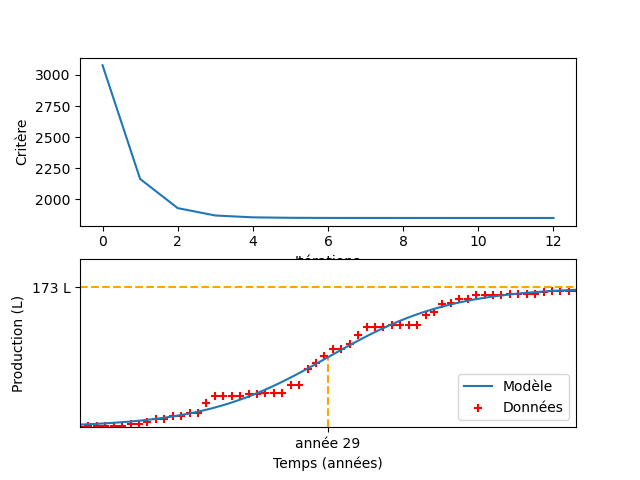 3000
2750
2500
2250
2000
Critère
0 2 4 6 8 10 12
173 L
Production (L)
Modèle
Données
année 29
Temps (années)